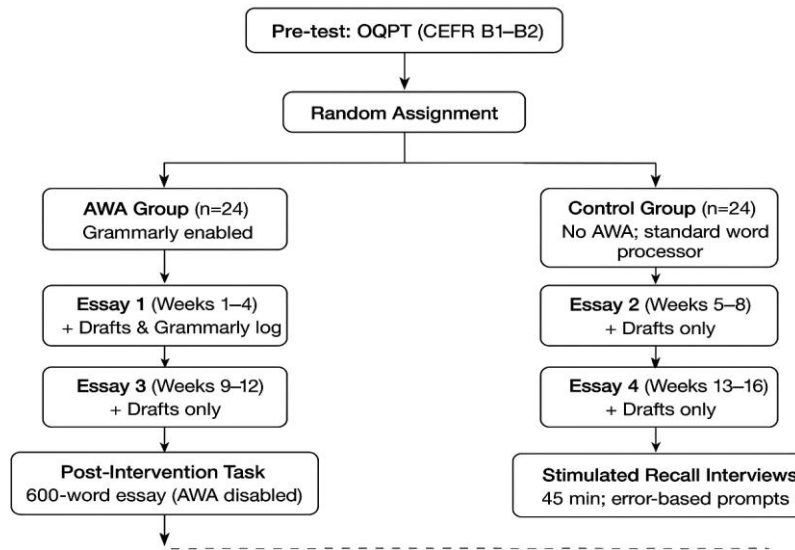 Pre-test: OQPT (CEFR B1–B2)
Random Assignment
AWA Group (n=24)
Grammarly enabled
Control Group (n=24)
No AWA; standard word
processor
Essay 1 (Weeks 1–4)
+ Drafts & Grammarly log
Essay 2 (Weeks 5–8)
+ Drafts only
Essay 3 (Weeks 9–12)
+ Drafts only
Essay 4 (Weeks 13–16)
+ Drafts only
Post-Intervention Task
600-word essay (AWA disabled)
Stimulated Recall Interviews
45 min; error-based prompts